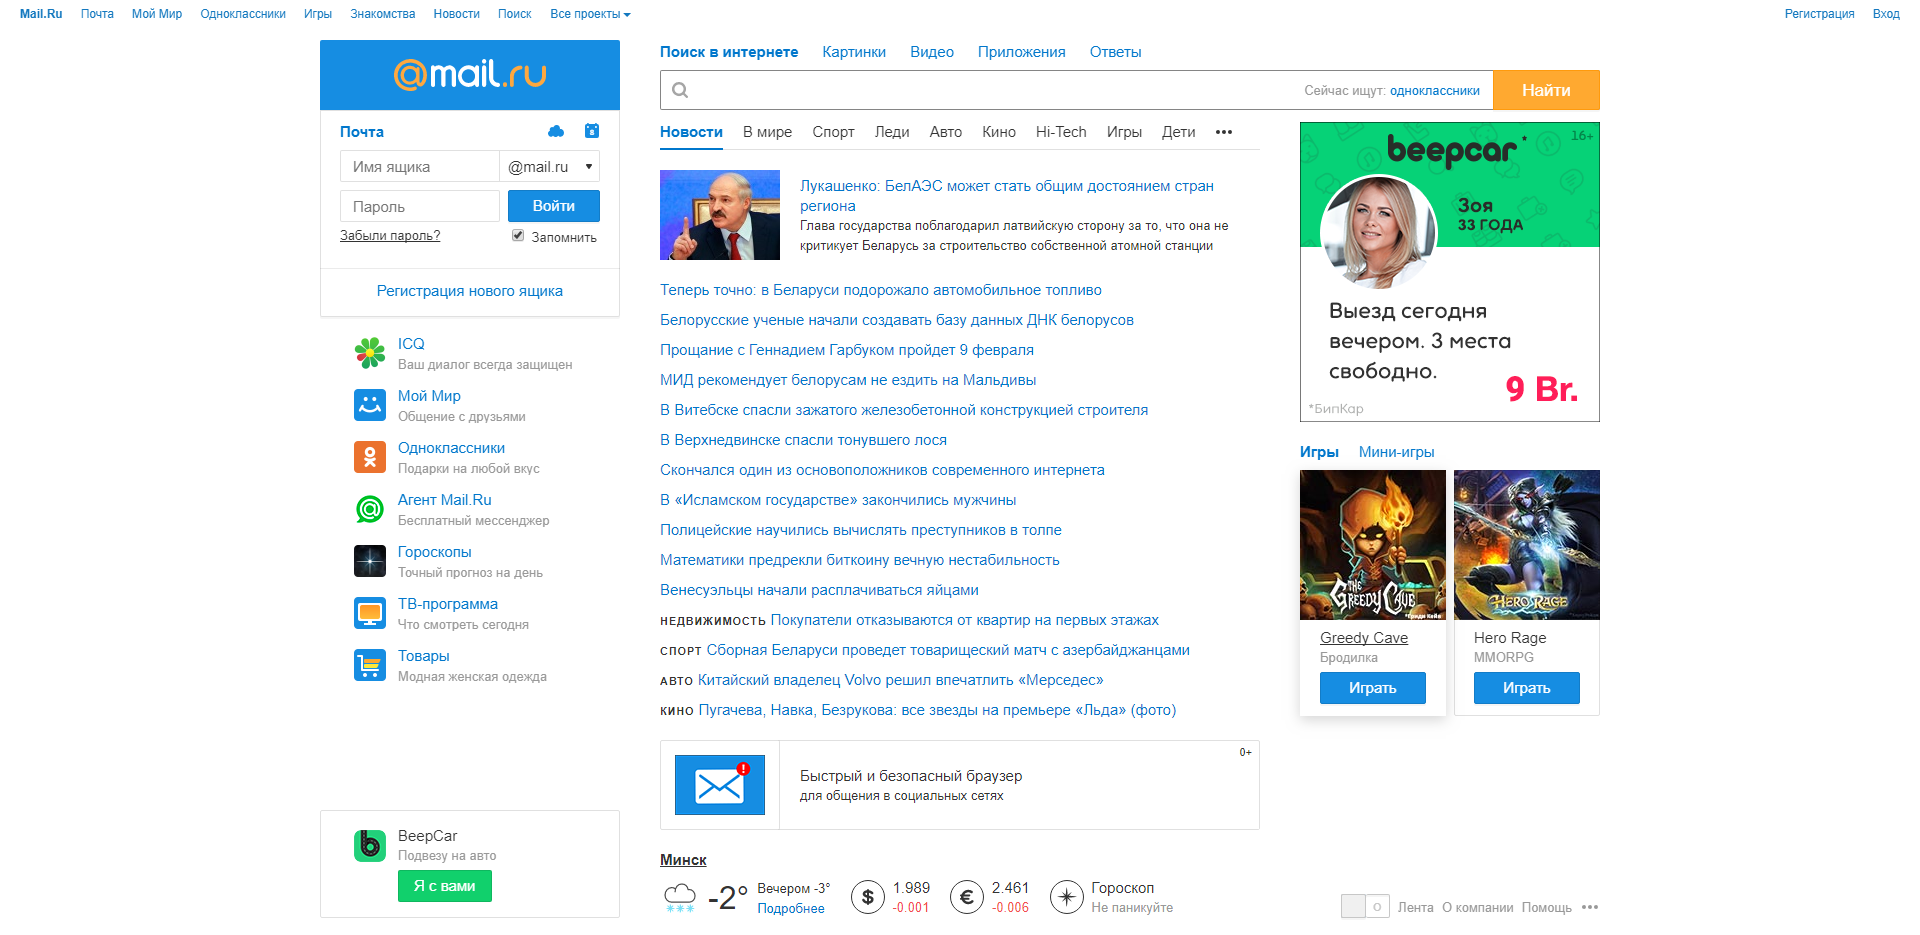 Mail.Ru Почта Мой Мир Одноклассники Игры Знакомства Новости Поиск Все проекты Регистрация Вход
@mail.ru
Почта
8
Имя ящика @mail.ru
Пароль Войти
Забыли пароль? Запомнить
Регистрация нового ящика
ICQ
Ваш диалог всегда защищен
Мой Мир
Общение с друзьями
Одноклассники
Подарки на любой вкус
Агент Mail.Ru
Бесплатный мессенджер
Гороскопы
Точный прогноз на день
ТВ-программа
Что смотреть сегодня
Товары
Модная женская одежда
BeepCar
Подвезу на авто
Я с вами
Поиск в интернете Картинки Видео Приложения Ответы
Сейчас ищут: одноклассники Найти
Новости В мире Спорт Леди Авто Кино Hi-Tech Игры Дети •••
Лукашенко: БелАЭС может стать общим достоянием стран
региона
Глава государства поблагодарил латвийскую сторону за то, что она не
критикует Беларусь за строительство собственной атомной станции
Теперь точно: в Беларуси подорожало автомобильное топливо
Белорусские ученые начали создавать базу данных ДНК белорусов
Прощание с Геннадием Гарбуком пройдет 9 февраля
МИД рекомендует белорусам не ездить на Мальдивы
В Витебске спасли зажатого железобетонной конструкцией строителя
В Верхнедвинске спасли тонувшего лося
Скончался один из основоположников современного интернета
В «Исламском государстве» закончились мужчины
Полицейские научились вычислять преступников в толпе
Математики предрекли биткоину вечную нестабильность
Венесуэльцы начали расплачиваться яйцами
НЕДВИЖИМОСТЬ Покупатели отказываются от квартир на первых этажах
СПОРТ Сборная Беларуси проведет товарищеский матч с азербайджанцами
АВТО Китайский владелец Volvo решил впечатлить «Мерседес»
КИНО Пугачева, Навка, Безрукова: все звезды на премьере «Льда» (фото)
0+
Быстрый и безопасный браузер
для общения в социальных сетях
Минск
-2° Вечером -3° $ 1.989 € 2.461 Гороскоп
Подробнее -0.001 -0.006 Не паникуйте
16+
beepcar*
Зоя
33 ГОДА
Выезд сегодня
вечером. 3 места
свободно.
9 Br.
*БипКар
Игры Мини-игры
THE
GREEDY CAVE
*Гриди Кейв
HERO RAGE
Greedy Cave Hero Rage
Бродилка MMORPG
Играть Играть
Лента О компании Помощь •••